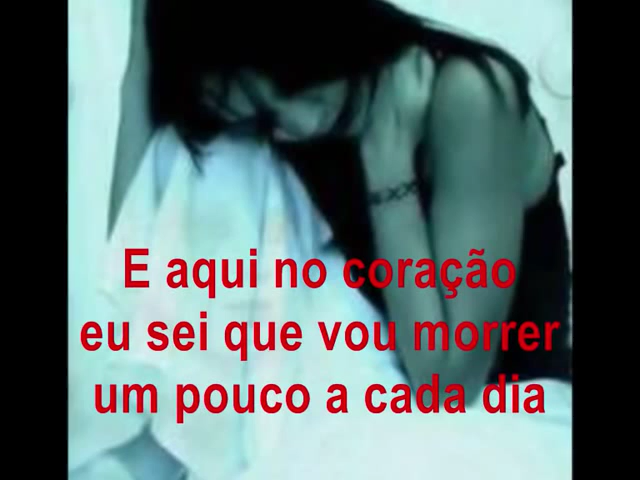 E aqui no coração
eu sei que vou morrer
um pouco a cada dia